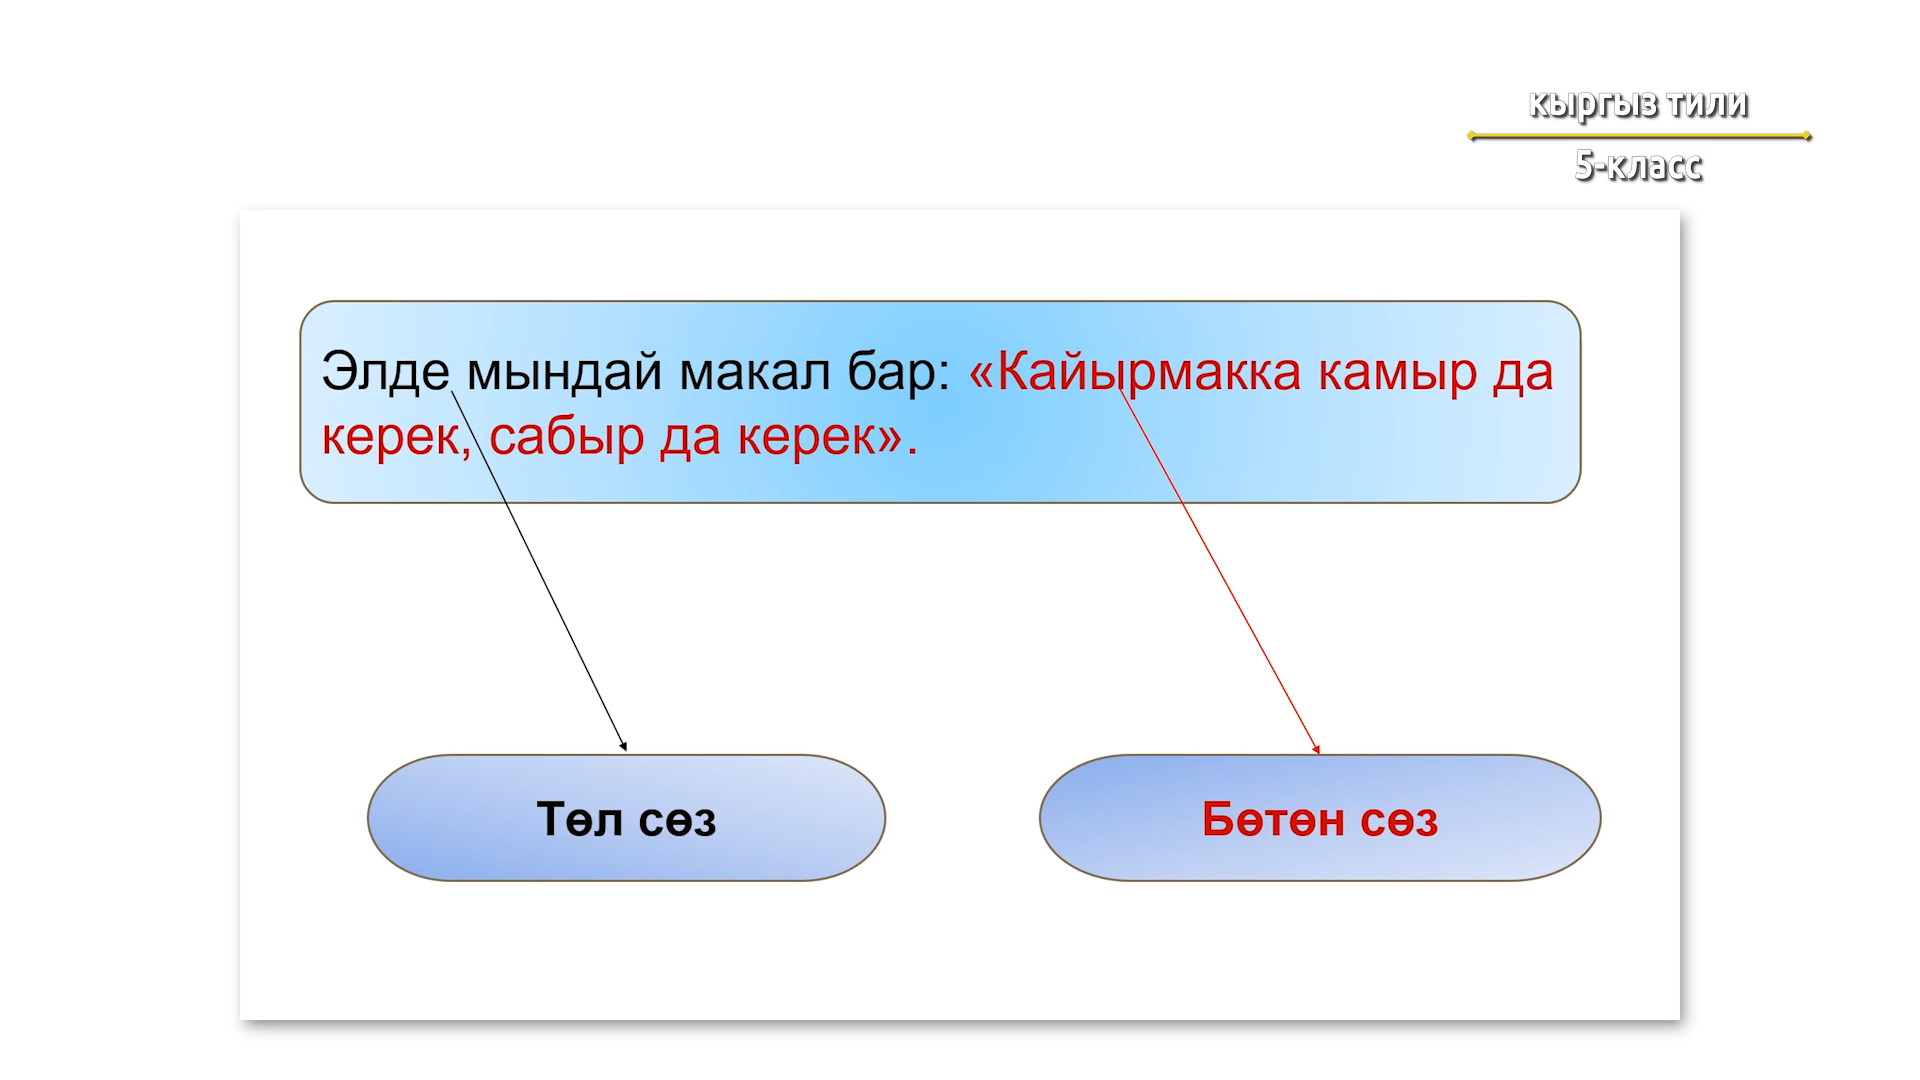 кыргыз тили
5-класс
Элде мындай макал бар: «Кайырмакка камыр да
керек, сабыр да керек».
Төл сөз
Бөтөн сөз